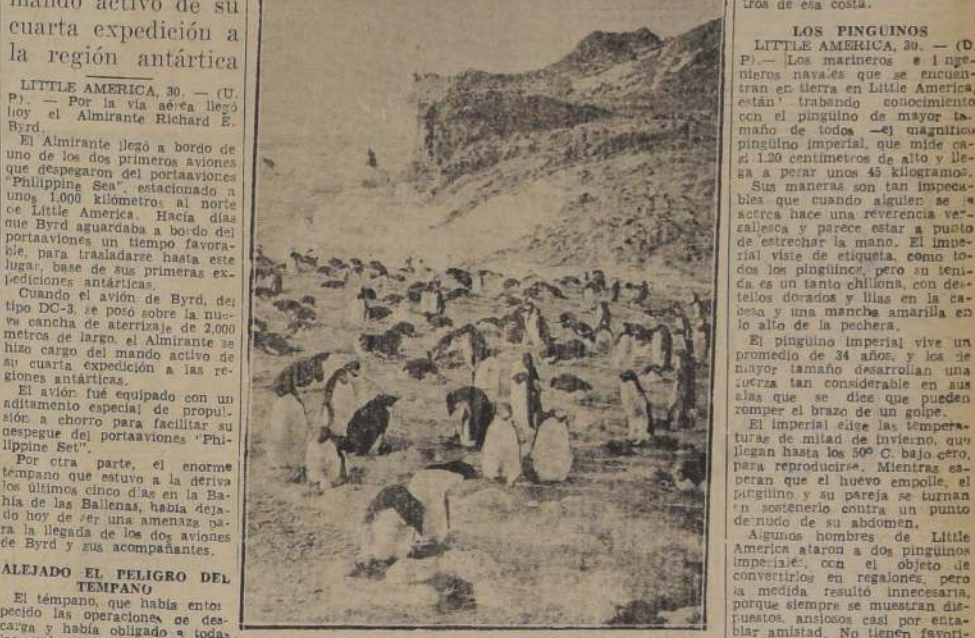 mando activo de su
cuarta expedición a
la región antártica
LITTLE AMERICA, 30. — (U.
P). — Por la vía aérea llegó
hoy el Almirante Richard E.
Byrd.
El Almirante llegó a bordo de
uno de los dos primeros aviones
que despegaron del portaaviones
"Philippine Sea", estacionado a
unos 1.000 kilómetros al norte
de Little America. Hacía días
que Byrd aguardaba a bordo del
portaaviones un tiempo favora-
ble, para trasladarse hasta este
lugar, base de sus primeras ex-
pediciones antárticas.
Cuando el avión de Byrd, del
tipo DC-3, se posó sobre la nue-
va cancha de aterrizaje de 2,000
metros de largo, el Almirante se
hizo cargo del mando activo de
su cuarta expedición a las re-
giones antárticas.
El avión fué equipado con un
aditamento especial de propul-
sión a chorro para facilitar su
despegue del portaaviones "Phi-
lippine Set".
Por otra parte, el enorme
témpano que estuvo a la deriva
los últimos cinco días en la Ba-
hía de las Ballenas, había deja-
do hoy de ser una amenaza pa-
ra la llegada de los dos aviones
de Byrd y sus acompañantes.
ALEJADO EL PELIGRO DEL
TEMPANO
El témpano, que había entor
pecido las operaciones de des-
carga y había obligado a todas
tros de esa costa.
LOS PINGUINOS
LITTLE AMERICA, 30. — (U.
P).— Los marineros e inge-
nieros navales que se encuen-
tran en tierra en Little America,
están trabando conocimiento
con el pingüino de mayor ta-
maño de todos —el magnífico
pingüino imperial, que mide ca-
si 1.20 centímetros de alto y lle-
ga a pesar unos 45 kilogramos.
Sus maneras son tan impeca-
bles que cuando alguien se le
acerca hace una reverencia ver-
sallesca y parece estar a punto
de estrechar la mano. El impe-
rial viste de etiqueta, como to-
dos los pingüinos, pero su teni-
da es un tanto chillona, con des-
tellos dorados y lilas en la ca-
beza y una mancha amarilla en
lo alto de la pechera.
El pingüino imperial vive un
promedio de 34 años, y los de
mayor tamaño desarrollan una
fuerza tan considerable en sus
alas que se dice que pueden
romper el brazo de un golpe.
El imperial elige las tempera-
turas de mitad de invierno, que
llegan hasta los 50º C. bajo cero,
para reproducirse. Mientras es-
peran que el huevo empolle, el
pingüino y su pareja se turnan
en sostenerlo contra un punto
desnudo de su abdomen.
Algunos hombres de Little
America ataron a dos pingüinos
imperiales, con el objeto de
convertirlos en regalones, pero
la medida resultó innecesaria,
porque siempre se muestran dis-
puestos, ansiosos casi por enta-
blar amistad. No tienen favori-